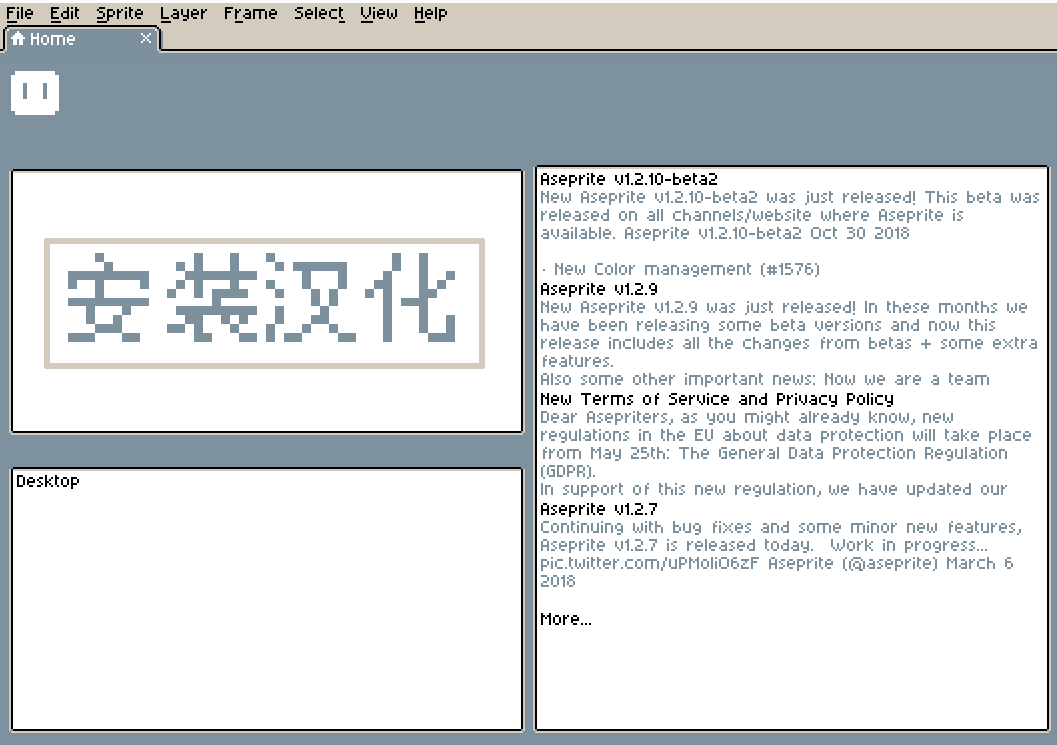 File Edit Sprite Layer Frame Select View Help
Home
安装汉化
Desktop
Aseprite v1.2.10-beta2
New Aseprite v1.2.10-beta2 was just released! This beta was
released on all channels/website where Aseprite is
available. Aseprite v1.2.10-beta2 Oct 30 2018
· New Color management (#1576)
Aseprite v1.2.9
New Aseprite v1.2.9 was just released! In these months we
have been releasing some beta versions and now this
release includes all the changes from betas + some extra
features.
Also some other important news: Now we are a team
New Terms of Service and Privacy Policy
Dear Asepriters, as you might already know, new
regulations in the EU about data protection will take place
from May 25th: The General Data Protection Regulation
(GDPR).
In support of this new regulation, we have updated our
Aseprite v1.2.7
Continuing with bug fixes and some minor new features,
Aseprite v1.2.7 is released today.  Work in progress...
pic.twitter.com/uPMoliO6zF Aseprite (@aseprite) March 6
2018
More...